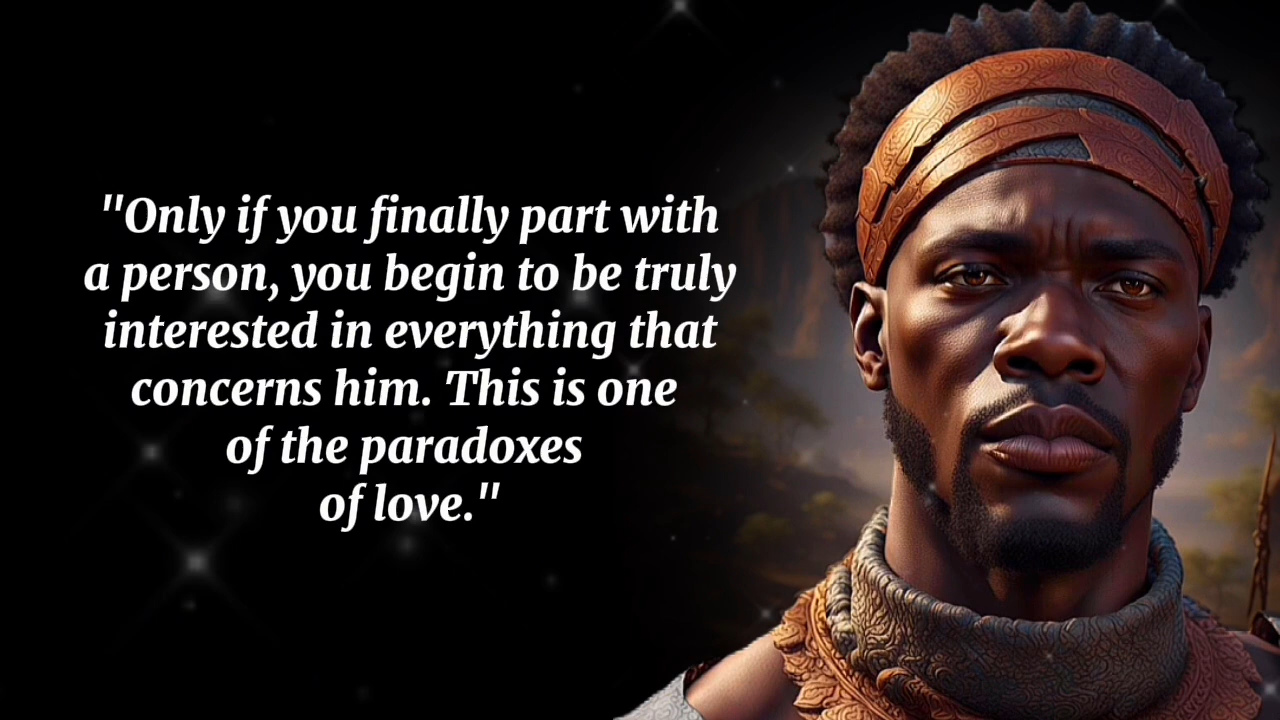 "Only if you finally part with
a person, you begin to be truly
interested in everything that
concerns him. This is one
of the paradoxes
of love."